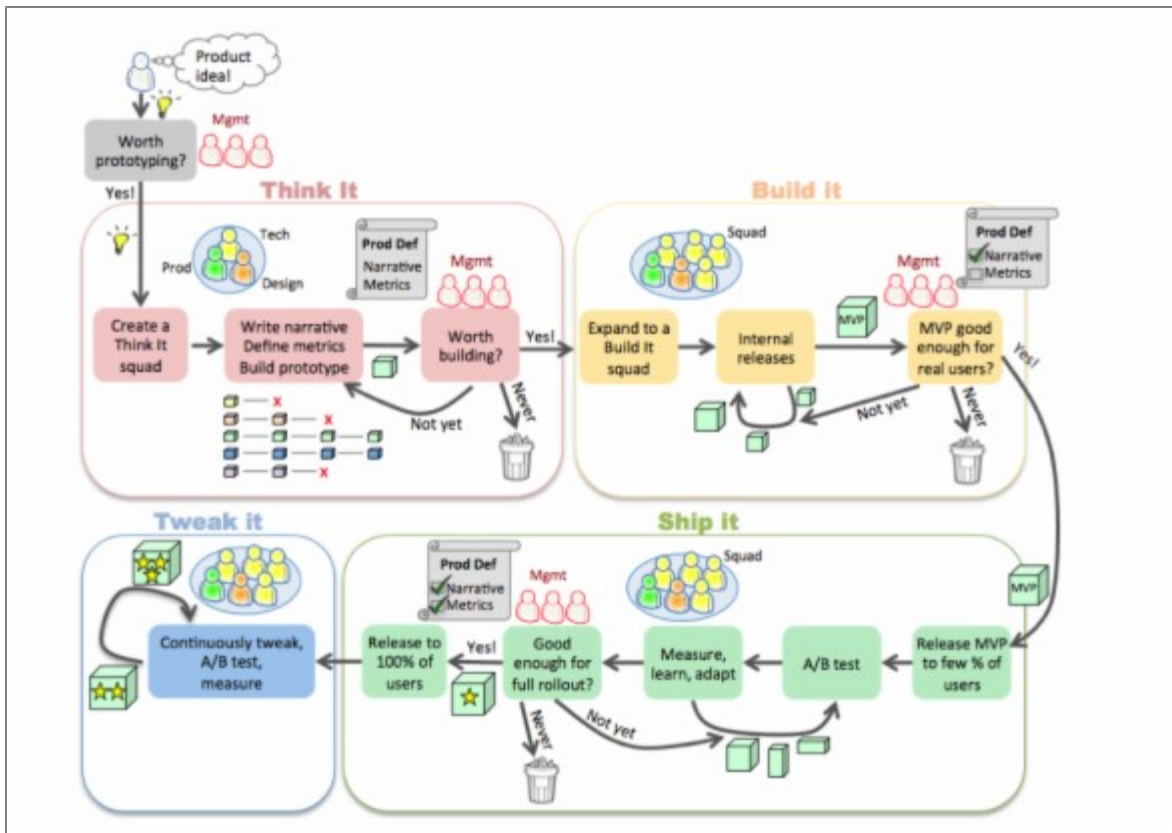 Product
idea!
Mgmt
Worth
prototyping?
Yes!
Think It
Tech
Prod
Design
Prod Def
Narrative
Metrics
Mgmt
Create a
Think It
squad
Write narrative
Define metrics
Build prototype
Worth
building?
Yes!
X
X
X
Not yet
Never
Build it
Squad
Prod Def
Narrative
Metrics
Mgmt
MVP
Expand to a
Build It
squad
Internal
releases
MVP good
enough for
real users?
Yes!
Not yet
Never
Tweak it
Continuously tweak,
A/B test,
measure
Ship it
Prod Def
Narrative
Metrics
Mgmt
Squad
MVP
Release to
100% of
users
Yes!
Good
enough for
full rollout?
Measure,
learn, adapt
A/B test
Release MVP
to few % of
users
Never
Not yet